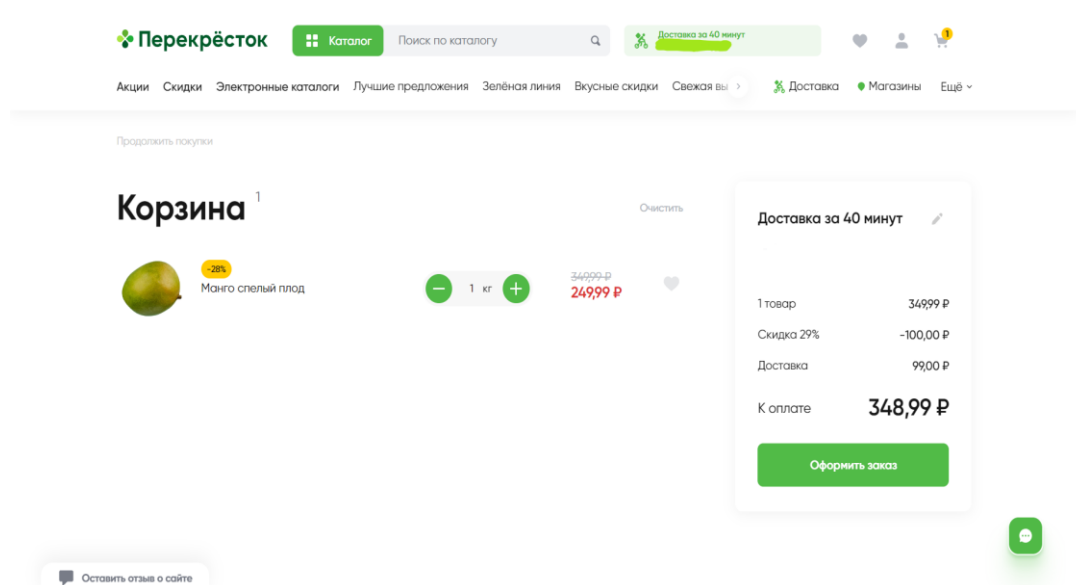 Перекрёсток
Каталог
Поиск по каталогу
Доставка за 40 минут
1
Акции Скидки Электронные каталоги Лучшие предложения Зелёная линия Вкусные скидки Свежая вы
Доставка Магазины Ещё
Продолжить покупки
Корзина 1
Очистить
-28%
Манго спелый плод
1 кг
349,99 ₽
249,99 ₽
Доставка за 40 минут
1 товар 349,99 ₽
Скидка 29% -100,00 ₽
Доставка 99,00 ₽
К оплате 348,99 ₽
Оформить заказ
Оставить отзыв о сайте